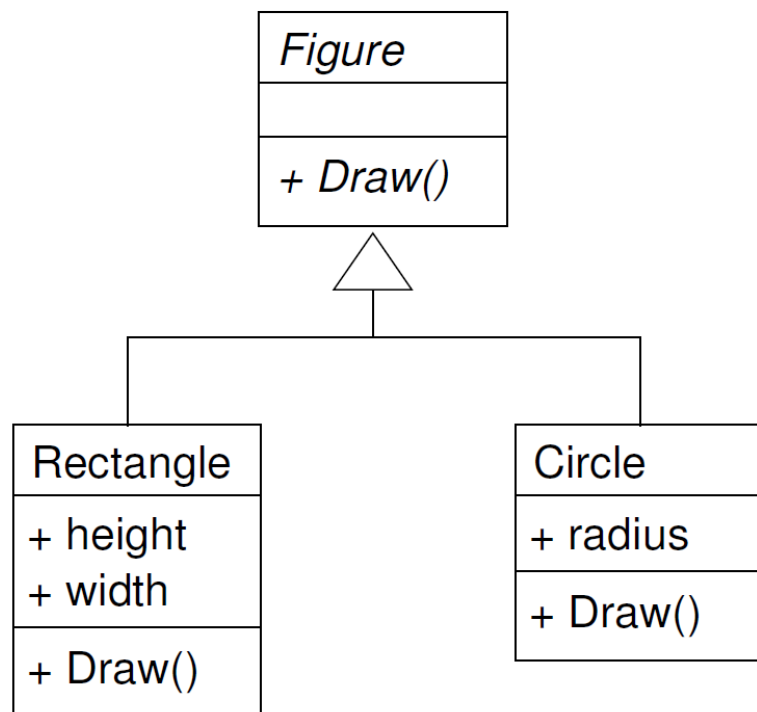 Figure
+ Draw()
Rectangle
+ height
+ width
+ Draw()
Circle
+ radius
+ Draw()